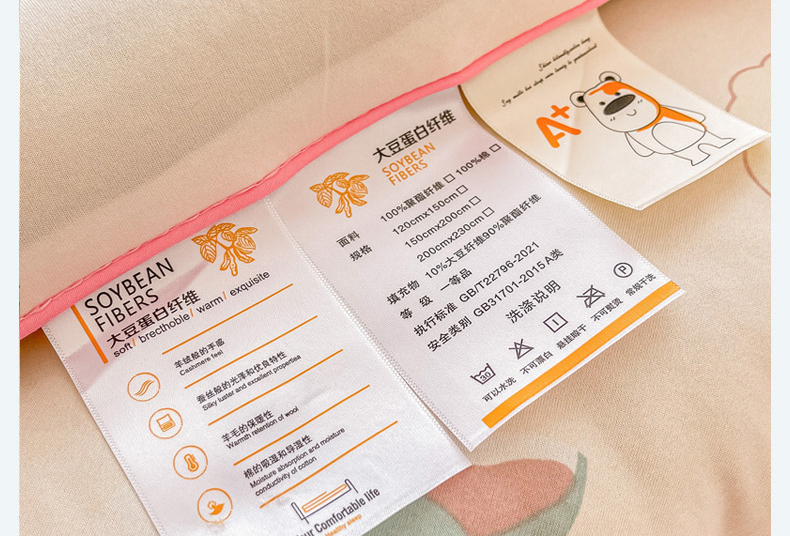 SOYBEAN
FIBERS
大豆蛋白纤维
soft/ brecthoble / warm / exquisite
羊绒般的手感
Cashmere feel
蚕丝般的光泽和优良特性
Silky luster and excellent properties
羊毛的保暖性
Warmth retention of wool
棉的吸湿和导湿性
Moisture absorption and moisture
conductivity of cotton
our Comfortable life
Healthy sleep
大豆蛋白纤维
SOYBEAN
FIBERS
面料 100%聚酯纤维 □ 100%棉 □
规格 120cmx150cm □
150cmx200cm □
200cmx230cm □
填充物 10%大豆纤维90%聚酯纤维
等 级 一等品
执行标准 GB/T22796-2021
安全类别 GB31701-2015A类
洗涤说明
30
P
可以水洗 不可漂白 悬挂晾干 不可熨烫 常规干洗
A+